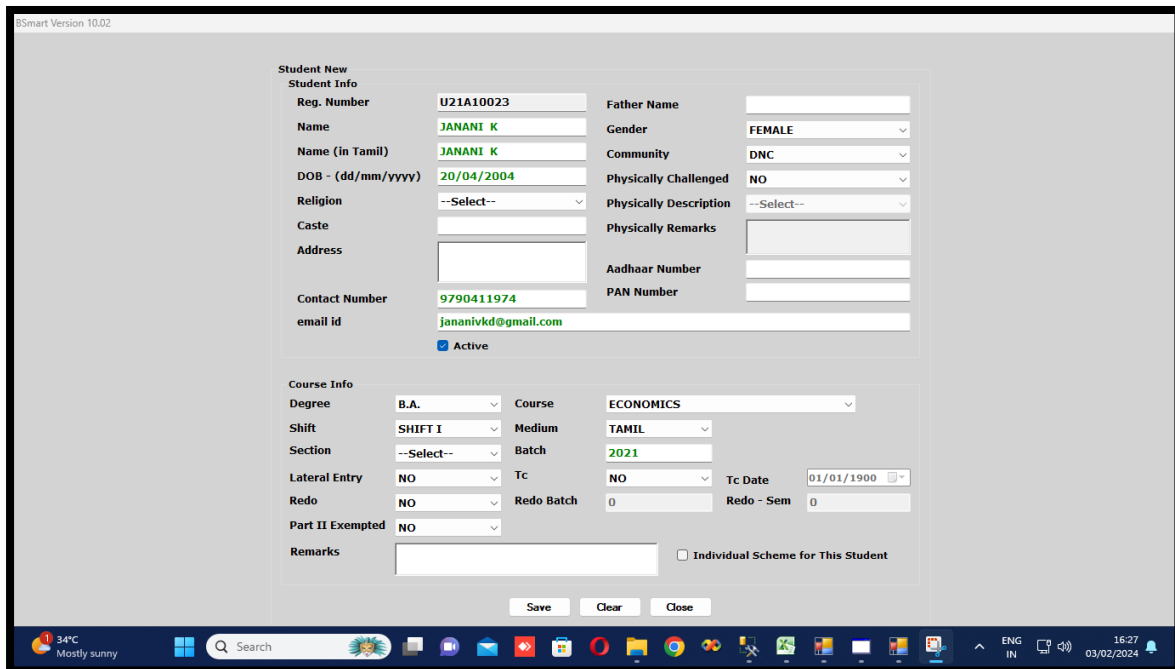 BSmart Version 10.02
Student New
Student Info
Reg. Number U21A10023 Father Name
Name JANANI K Gender FEMALE
Name (in Tamil) JANANI K Community DNC
DOB - (dd/mm/yyyy) 20/04/2004 Physically Challenged NO
Religion --Select-- Physically Description --Select--
Caste Physically Remarks
Address
Aadhaar Number
Contact Number 9790411974 PAN Number
email id jananivkd@gmail.com
Active
Course Info
Degree B.A. Course ECONOMICS
Shift SHIFT I Medium TAMIL
Section --Select-- Batch 2021
Lateral Entry NO Tc NO Tc Date 01/01/1900
Redo NO Redo Batch 0 Redo - Sem 0
Part II Exempted NO
Remarks Individual Scheme for This Student
Save Clear Close
1 34°C Search ENG 16:27
Mostly sunny IN 03/02/2024